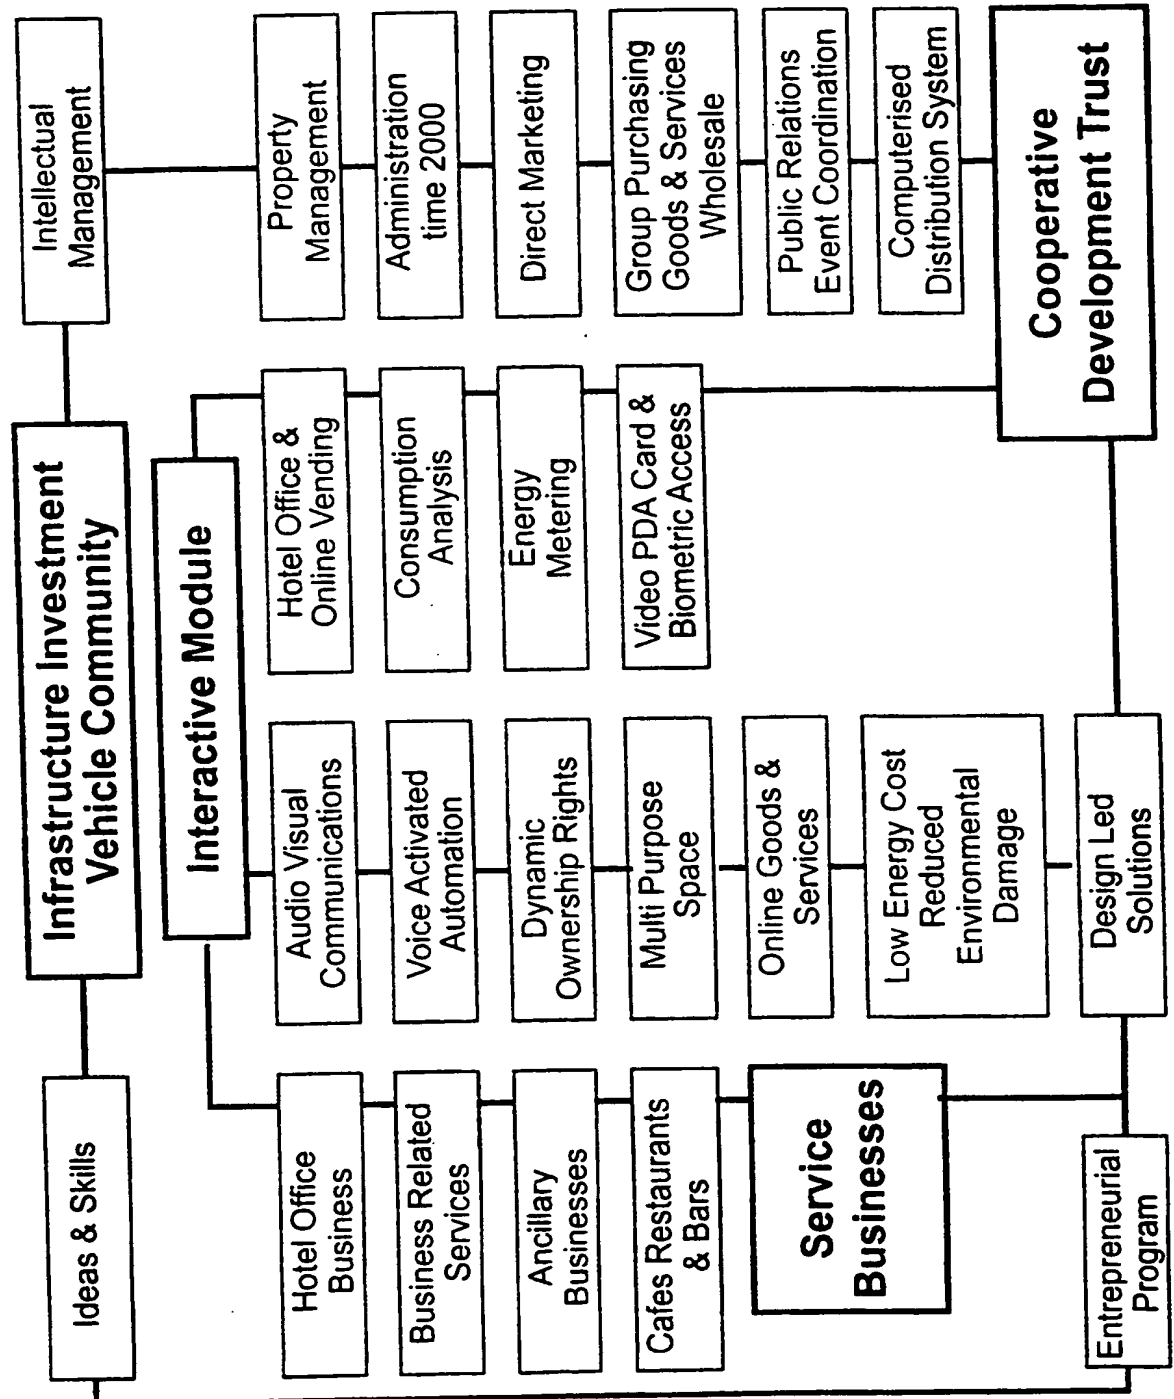 Ideas & Skills
Infrastructure Investment
Vehicle Community
Intellectual
Management
Interactive Module
Hotel Office
Business
Business Related
Services
Ancillary
Businesses
Cafes Restaurants
& Bars
Service
Businesses
Entrepreneurial
Program
Audio Visual
Communications
Voice Activated
Automation
Dynamic
Ownership Rights
Multi Purpose
Space
Online Goods &
Services
Low Energy Cost
Reduced
Environmental
Damage
Design Led
Solutions
Hotel Office &
Online Vending
Consumption
Analysis
Energy
Metering
Video PDA Card &
Biometric Access
Property
Management
Administration
time 2000
Direct Marketing
Group Purchasing
Goods & Services
Wholesale
Public Relations
Event Coordination
Computerised
Distribution System
Cooperative
Development Trust